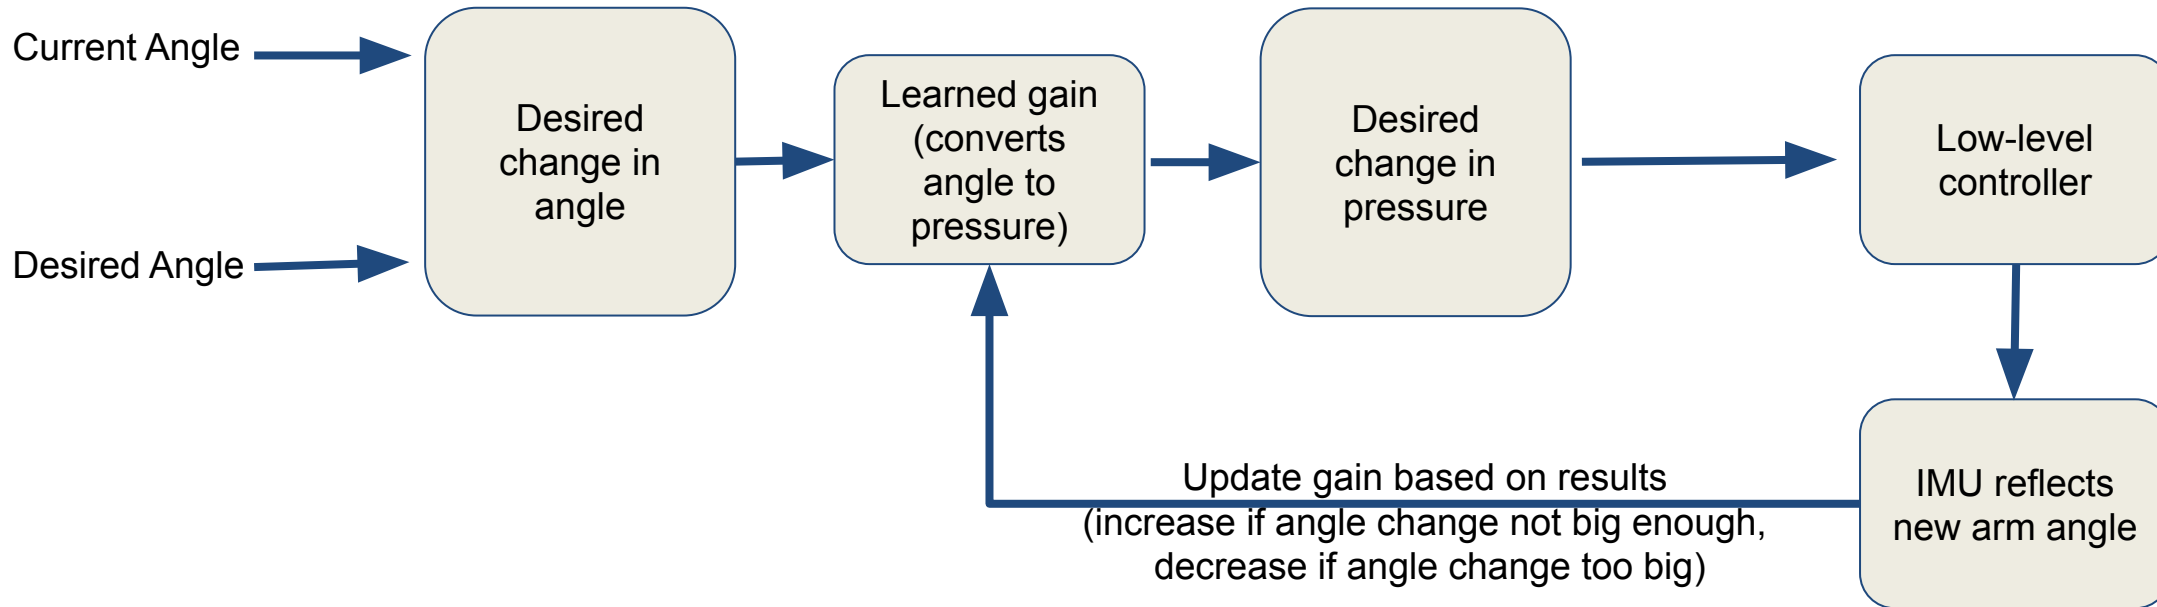 Current Angle
Desired Angle
Desired
change in
angle
Learned gain
(converts
angle to
pressure)
Desired
change in
pressure
Low-level
controller
IMU reflects
new arm angle
Update gain based on results
(increase if angle change not big enough,
decrease if angle change too big)